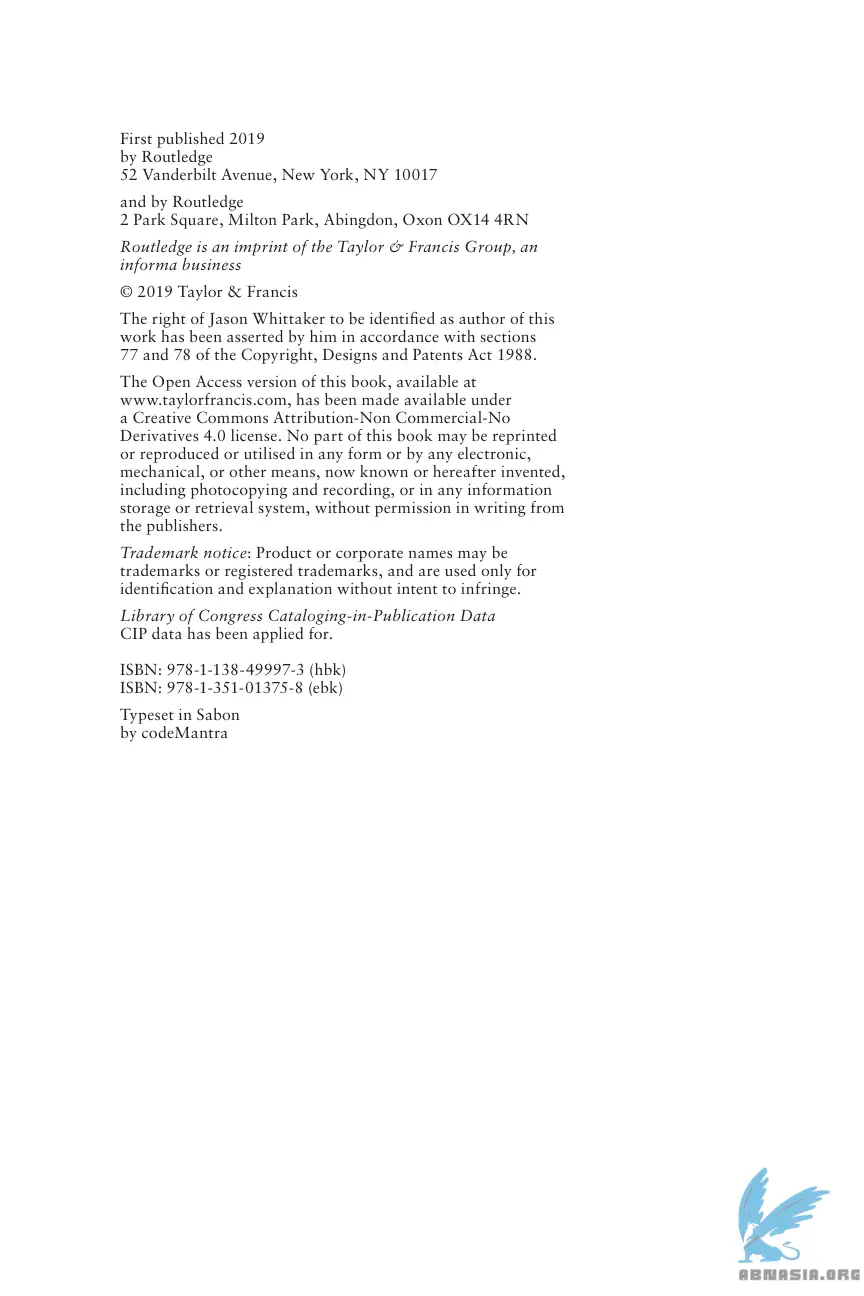 First published 2019
by Routledge
52 Vanderbilt Avenue, New York, NY 10017
and by Routledge
2 Park Square, Milton Park, Abingdon, Oxon OX14 4RN
Routledge is an imprint of the Taylor & Francis Group, an
informa business
© 2019 Taylor & Francis
The right of Jason Whittaker to be identified as author of this
work has been asserted by him in accordance with sections
77 and 78 of the Copyright, Designs and Patents Act 1988.
The Open Access version of this book, available at
www.taylorfrancis.com, has been made available under
a Creative Commons Attribution-Non Commercial-No
Derivatives 4.0 license. No part of this book may be reprinted
or reproduced or utilised in any form or by any electronic,
mechanical, or other means, now known or hereafter invented,
including photocopying and recording, or in any information
storage or retrieval system, without permission in writing from
the publishers.
Trademark notice: Product or corporate names may be
trademarks or registered trademarks, and are used only for
identification and explanation without intent to infringe.
Library of Congress Cataloging-in-Publication Data
CIP data has been applied for.
ISBN: 978-1-138-49997-3 (hbk)
ISBN: 978-1-351-01375-8 (ebk)
Typeset in Sabon
by codeMantra
ABNASIA.ORG